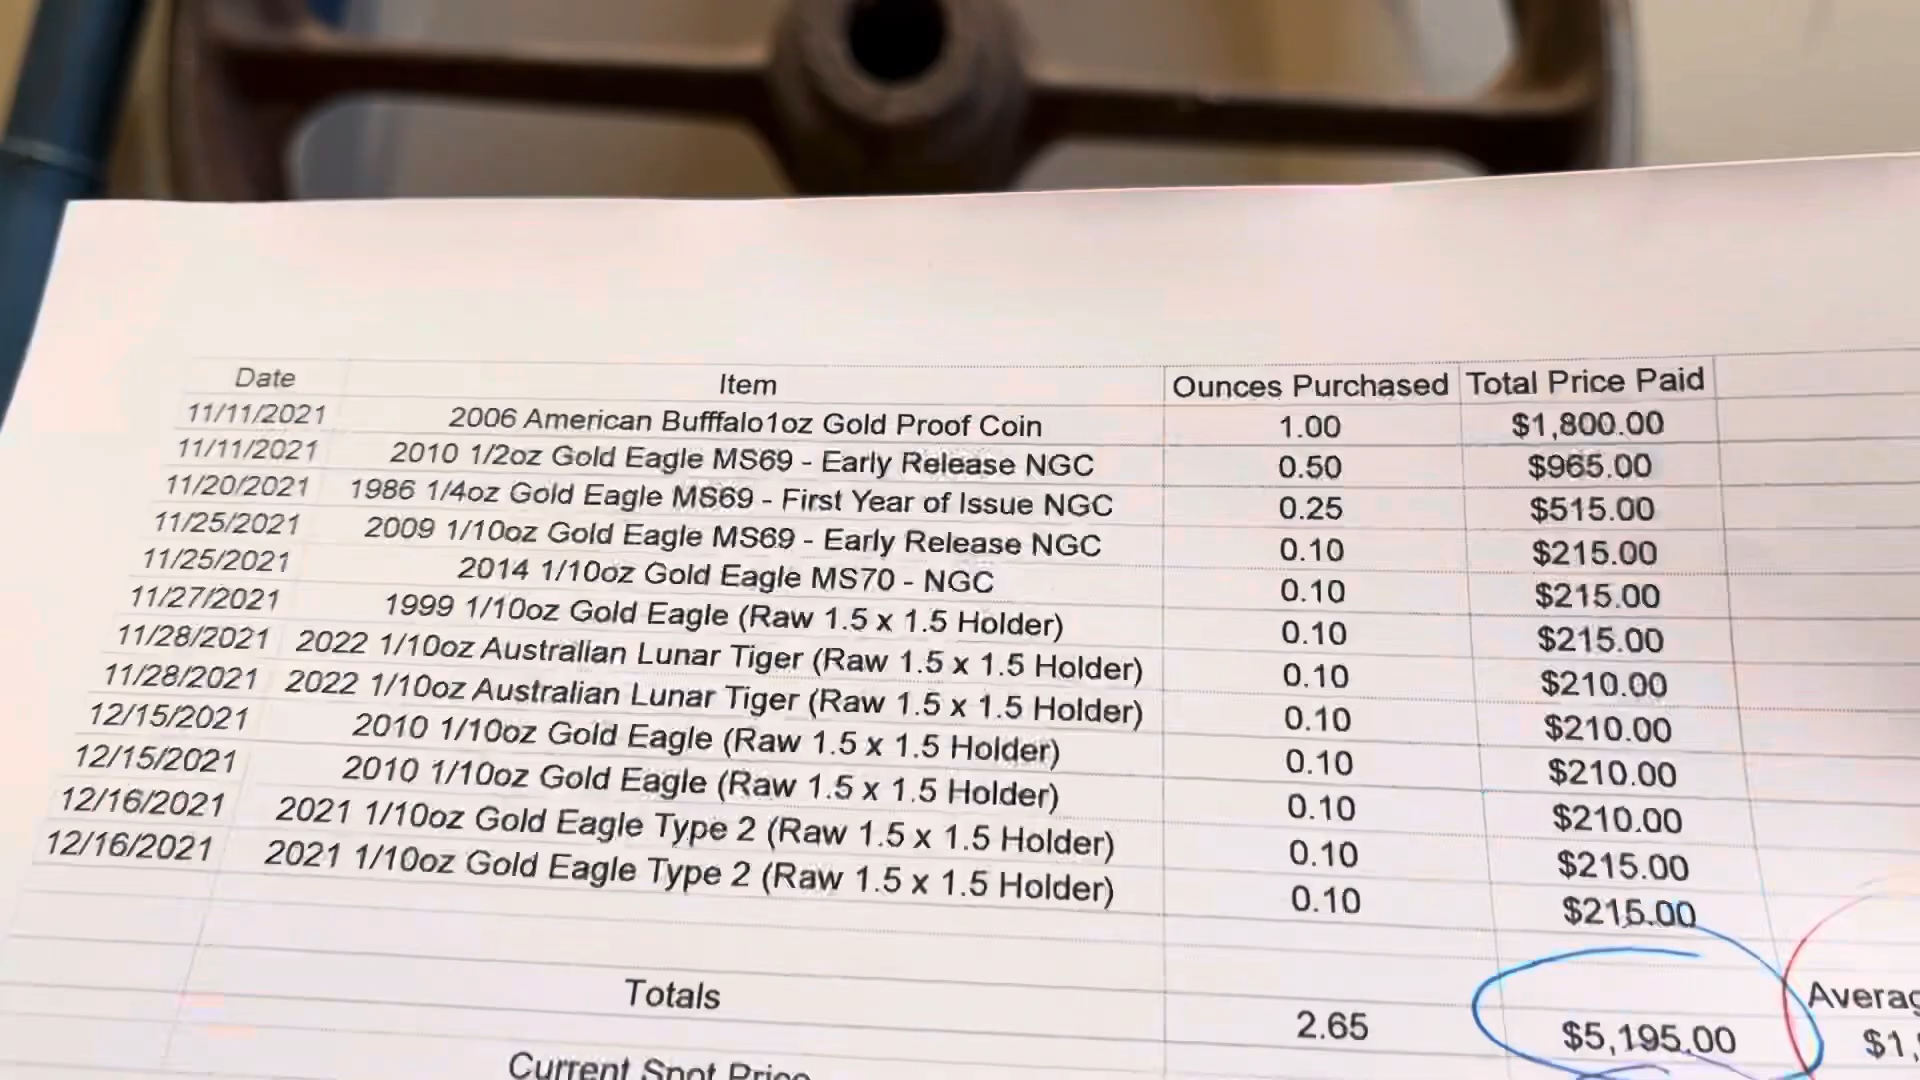 Date Item Ounces Purchased Total Price Paid
11/11/2021 2006 American Bufffalo1oz Gold Proof Coin 1.00 $1,800.00
11/11/2021 2010 1/2oz Gold Eagle MS69 - Early Release NGC 0.50 $965.00
11/20/2021 1986 1/4oz Gold Eagle MS69 - First Year of Issue NGC 0.25 $515.00
11/25/2021 2009 1/10oz Gold Eagle MS69 - Early Release NGC 0.10 $215.00
11/25/2021 2014 1/10oz Gold Eagle MS70 - NGC 0.10 $215.00
11/27/2021 1999 1/10oz Gold Eagle (Raw 1.5 x 1.5 Holder) 0.10 $215.00
11/28/2021 2022 1/10oz Australian Lunar Tiger (Raw 1.5 x 1.5 Holder) 0.10 $210.00
11/28/2021 2022 1/10oz Australian Lunar Tiger (Raw 1.5 x 1.5 Holder) 0.10 $210.00
12/15/2021 2010 1/10oz Gold Eagle (Raw 1.5 x 1.5 Holder) 0.10 $210.00
12/15/2021 2010 1/10oz Gold Eagle (Raw 1.5 x 1.5 Holder) 0.10 $210.00
12/16/2021 2021 1/10oz Gold Eagle Type 2 (Raw 1.5 x 1.5 Holder) 0.10 $215.00
12/16/2021 2021 1/10oz Gold Eagle Type 2 (Raw 1.5 x 1.5 Holder) 0.10 $215.00
Totals 2.65 $5,195.00
Current Spot Price